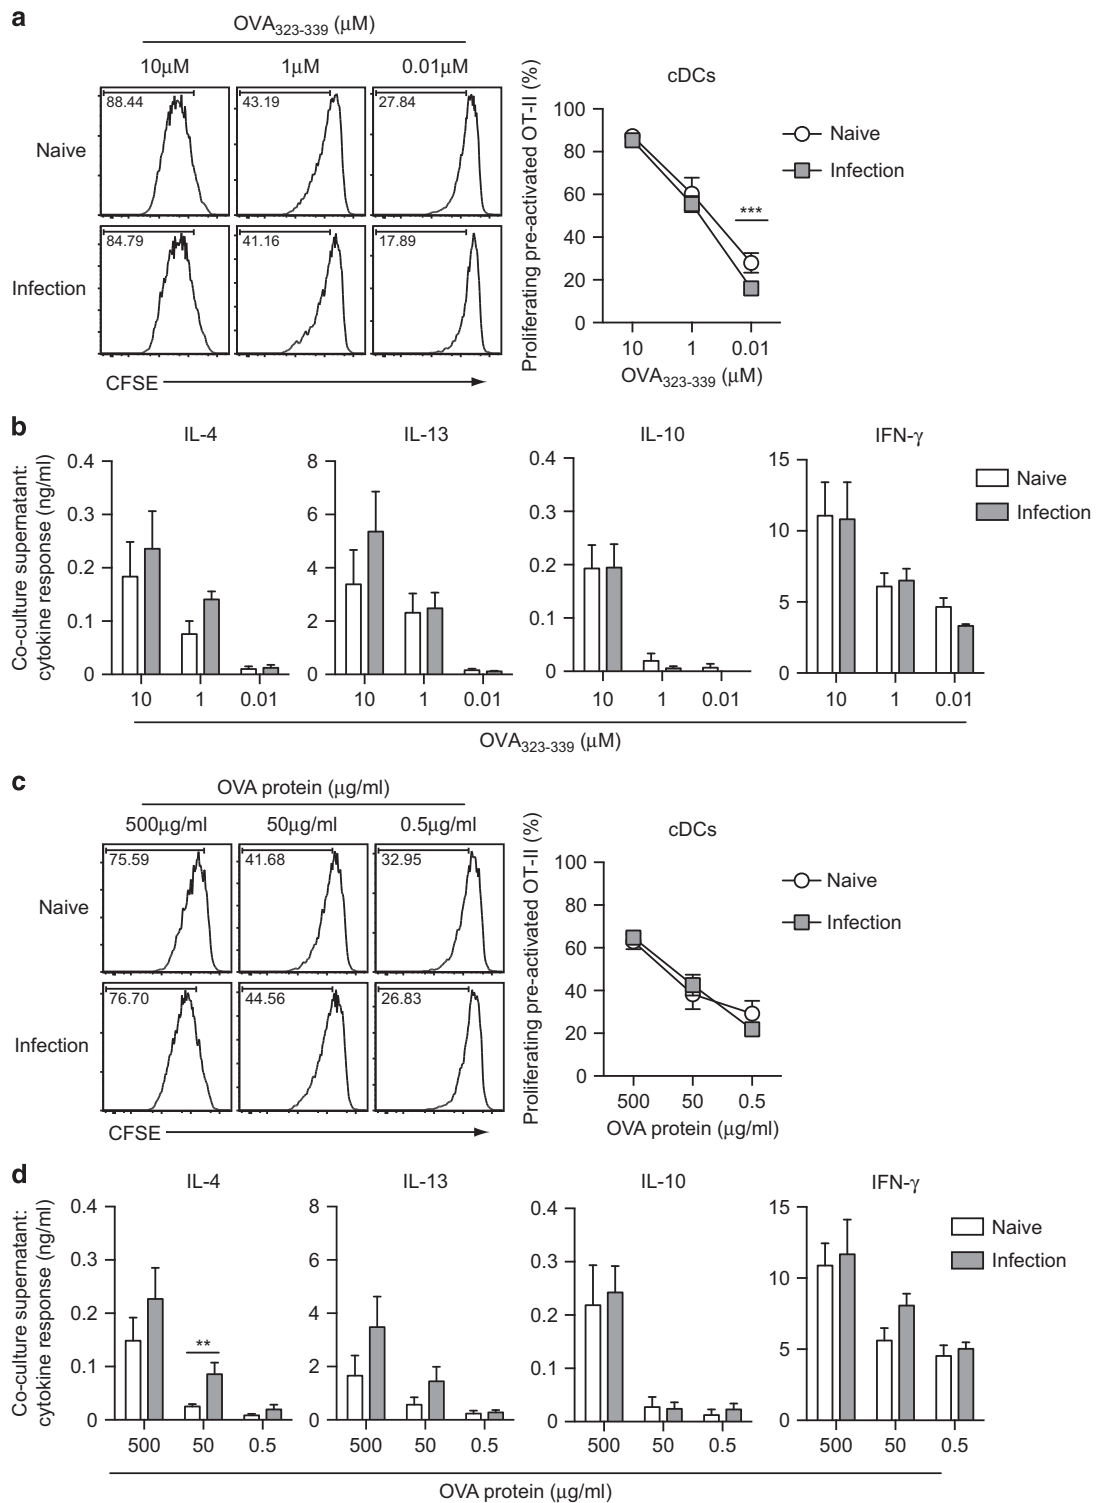 a
OVA323-339 (μM)
10μM 1μM 0.01μM
Naive
88.44 43.19 27.84
Infection
84.79 41.16 17.89
CFSE
cDCs
Proliferating pre-activated OT-II (%)
100
80
60
40
20
0
***
10 1 0.01
OVA323-339 (μM)
Naive
Infection
b
Co-culture supernatant:
cytokine response (ng/ml)
IL-4
0.4
0.3
0.2
0.1
0
10 1 0.01
IL-13
8
6
4
2
0
10 1 0.01
IL-10
0.4
0.3
0.2
0.1
0
10 1 0.01
IFN-γ
15
10
5
0
10 1 0.01
Naive
Infection
OVA323-339 (μM)
c
OVA protein (μg/ml)
500μg/ml 50μg/ml 0.5μg/ml
Naive
75.59 41.68 32.95
Infection
76.70 44.56 26.83
CFSE
cDCs
Proliferating pre-activated OT-II (%)
100
80
60
40
20
0
500 50 0.5
OVA protein (μg/ml)
Naive
Infection
d
Co-culture supernatant:
cytokine response (ng/ml)
IL-4
0.4
0.3
0.2
0.1
0
**
500 50 0.5
IL-13
8
6
4
2
0
500 50 0.5
IL-10
0.4
0.3
0.2
0.1
0
500 50 0.5
IFN-γ
15
10
5
0
500 50 0.5
Naive
Infection
OVA protein (μg/ml)